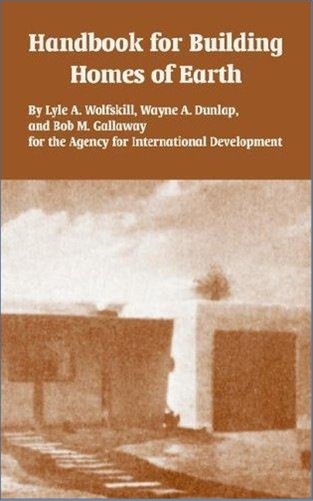 Handbook for Building
Homes of Earth
By Lyle A. Wolfskill, Wayne A. Dunlap,
and Bob M. Gallaway
for the Agency for International Development